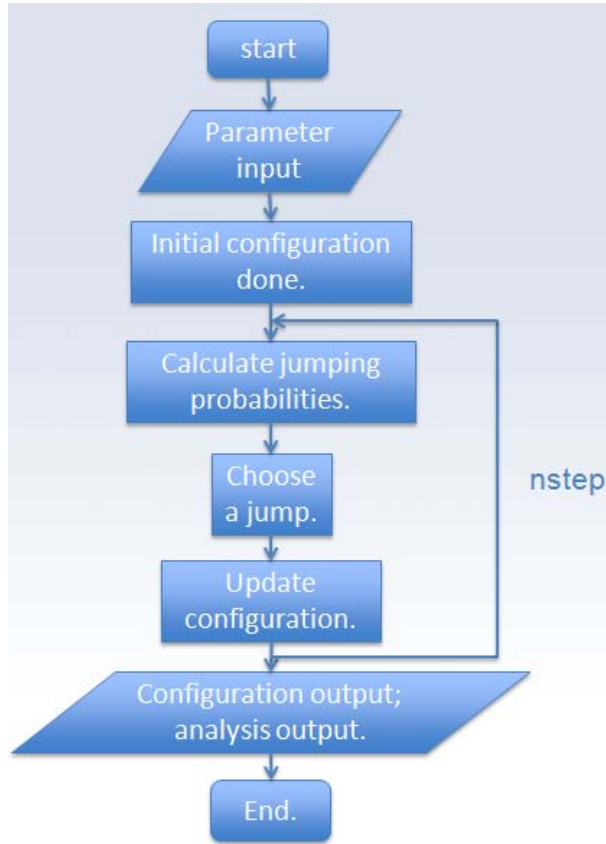 start
Parameter
input
Initial configuration
done.
Calculate jumping
probabilities.
Choose
a jump.
nstep
Update
configuration.
Configuration output;
analysis output.
End.